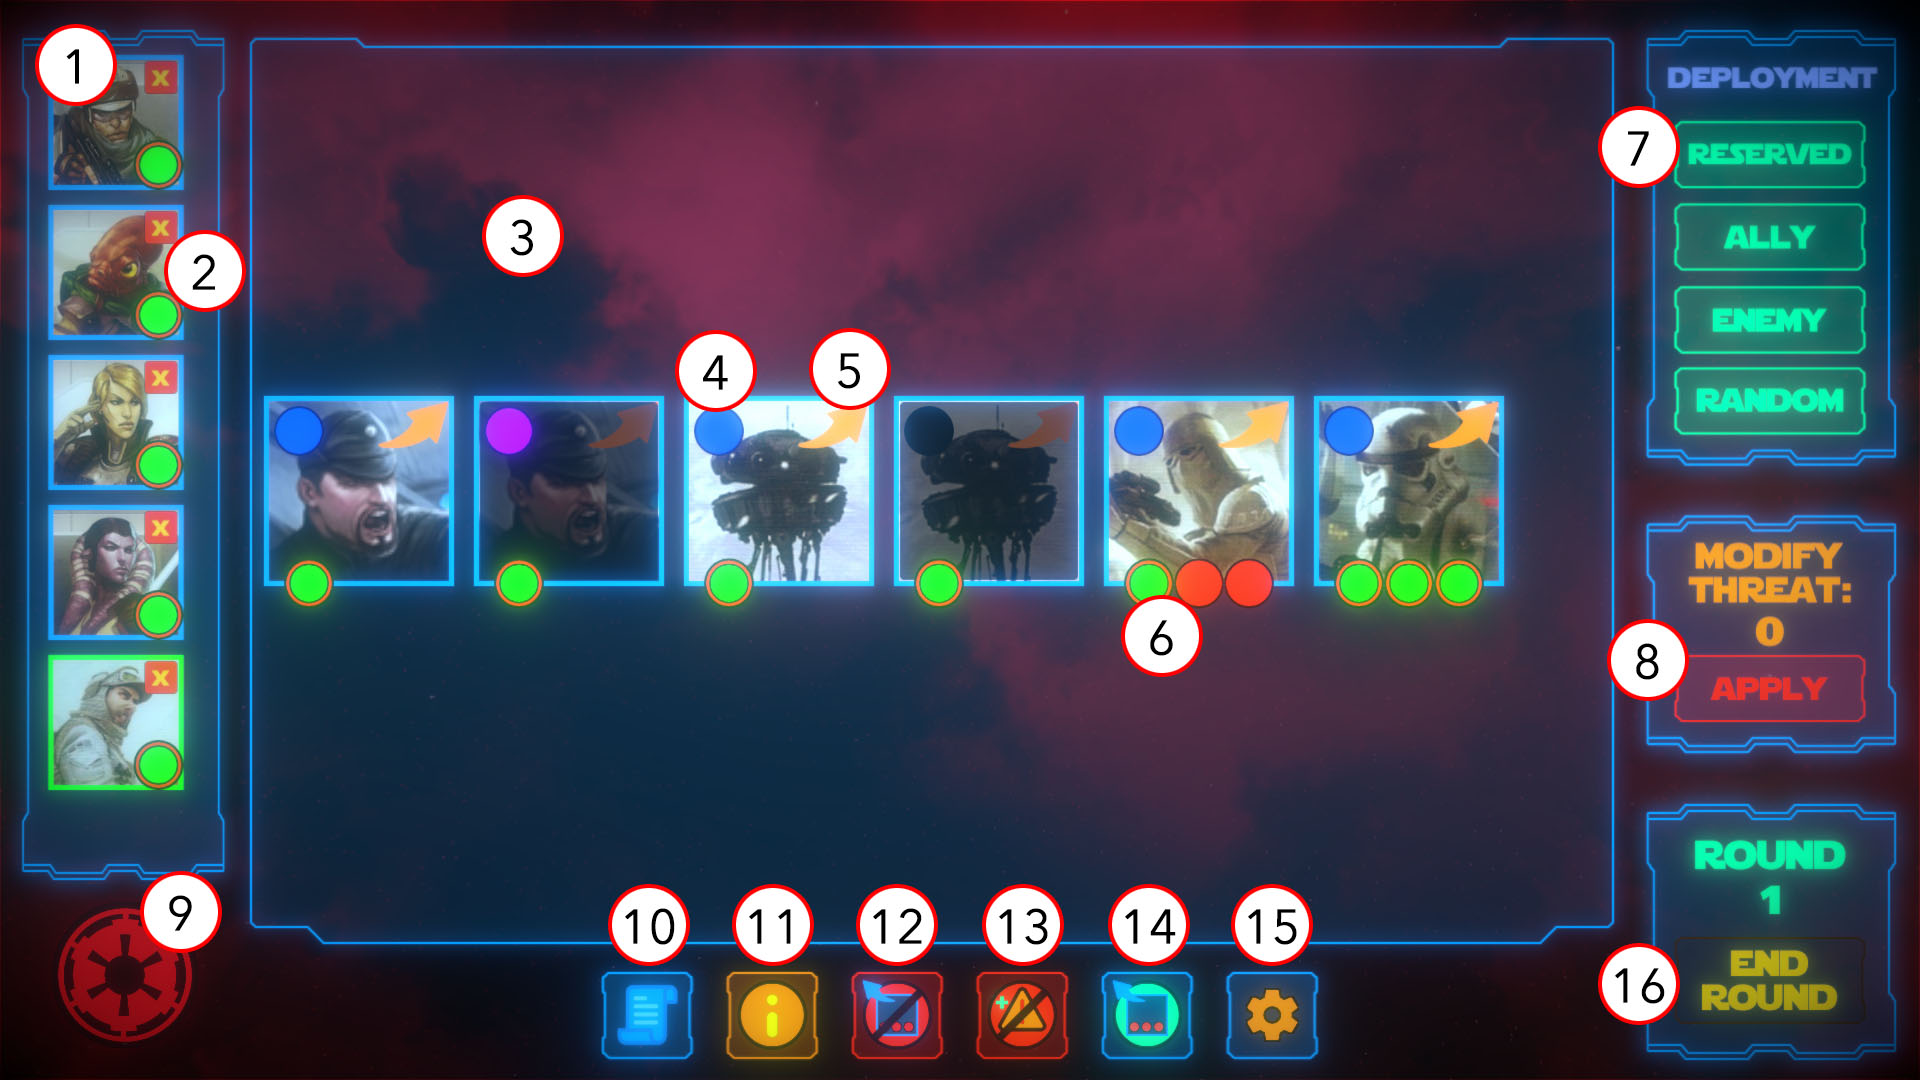 1
X
X
2
X
X
X
3
4
5
6
DEPLOYMENT
7
RESERVED
ALLY
ENEMY
RANDOM
MODIFY
THREAT:
0
8
APPLY
9
10
11
12
13
14
15
i
ROUND
1
16
END
ROUND